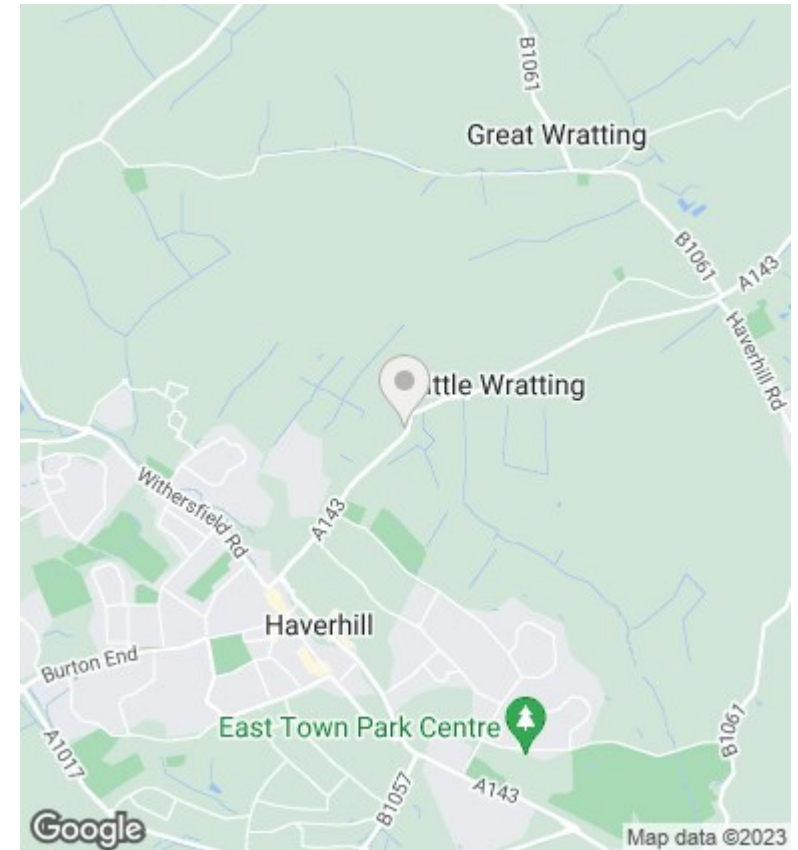 B1061
Great Wratting
B1061
A143
Haverhill Rd
ittle Wratting
A143
Withersfield Rd
Haverhill
Burton End
East Town Park Centre
A1017
B1061
B1057
A143
Google
Map data ©2023